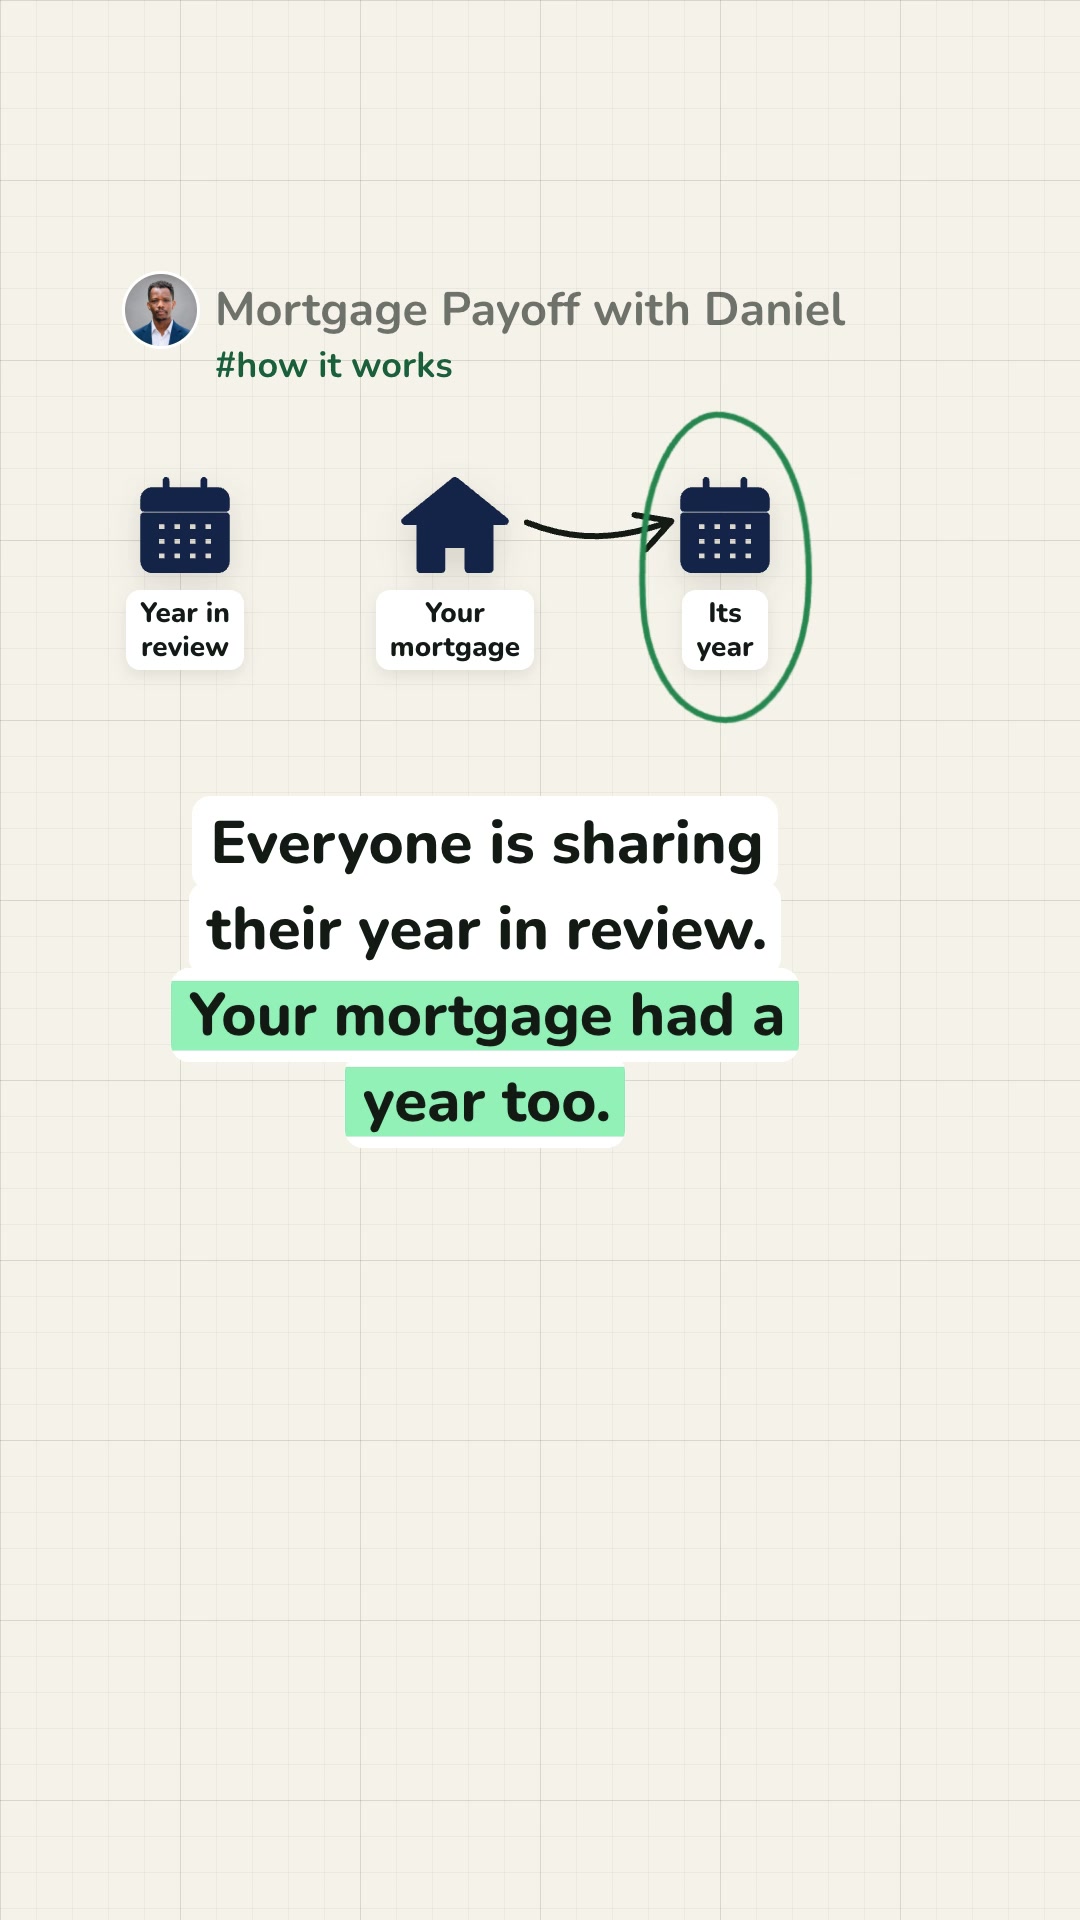 Mortgage Payoff with Daniel
#how it works
Year in
review
Your
mortgage
Its
year
Everyone is sharing
their year in review.
Your mortgage had a
year too.